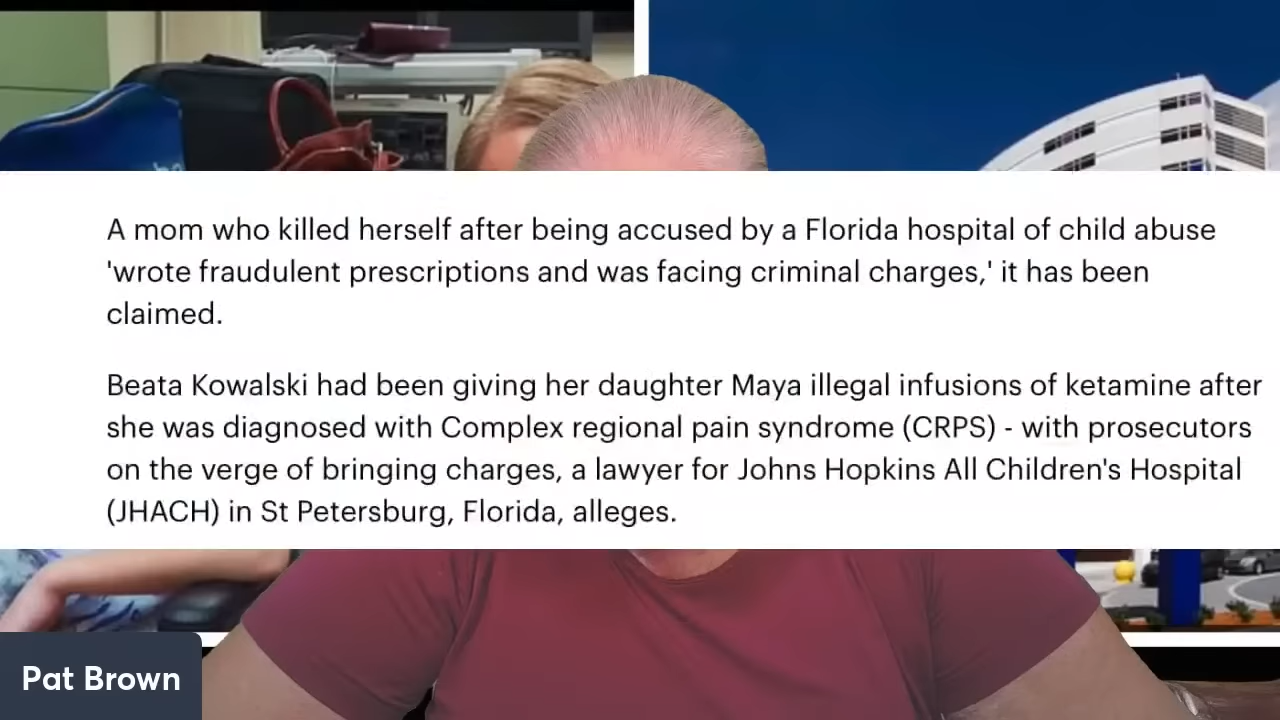 A mom who killed herself after being accused by a Florida hospital of child abuse
'wrote fraudulent prescriptions and was facing criminal charges,' it has been
claimed.
Beata Kowalski had been giving her daughter Maya illegal infusions of ketamine after
she was diagnosed with Complex regional pain syndrome (CRPS) - with prosecutors
on the verge of bringing charges, a lawyer for Johns Hopkins All Children's Hospital
(JHACH) in St Petersburg, Florida, alleges.
Pat Brown